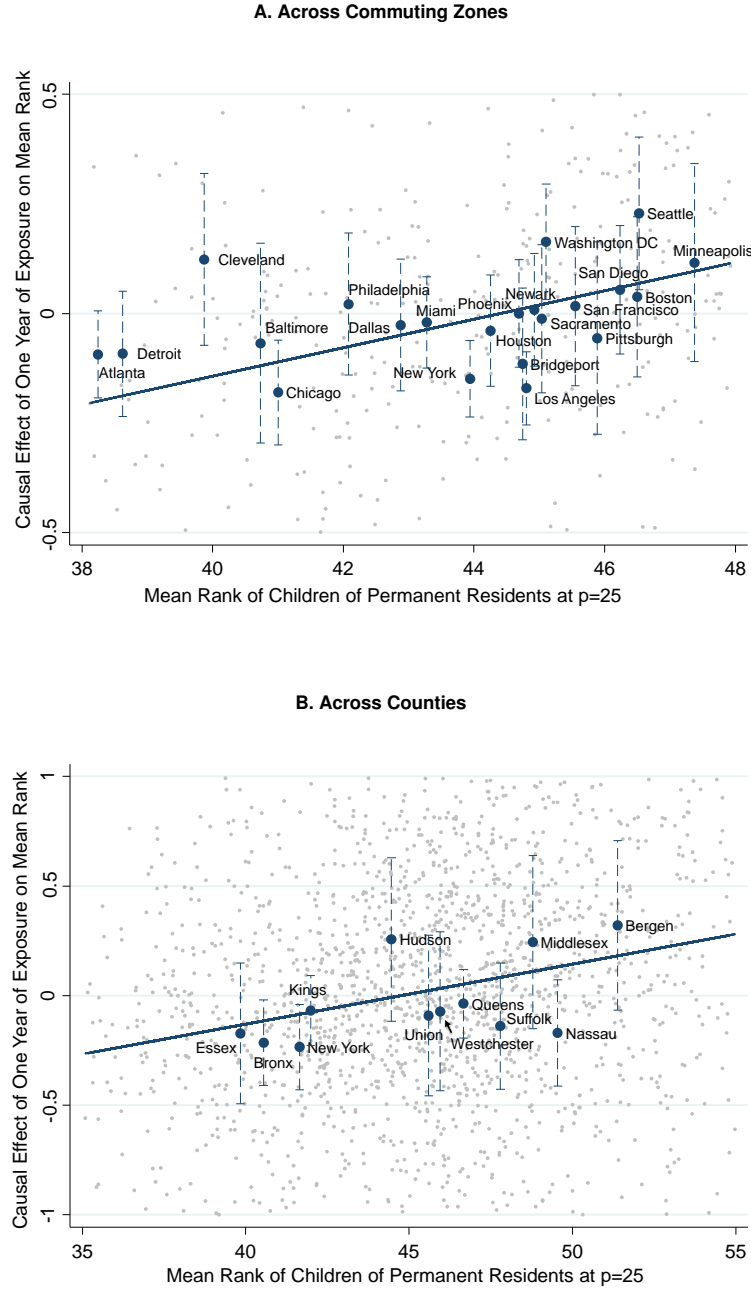 A. Across Commuting Zones
Causal Effect of One Year of Exposure on Mean Rank
0.5
0
-0.5
Seattle
Washington DC
Minneapolis
Cleveland
San Diego
Philadelphia
Newark
Boston
Phoenix
Miami
San Francisco
Baltimore
Dallas
Sacramento
Houston
Pittsburgh
Detroit
Bridgeport
Atlanta
New York
Chicago
Los Angeles
38 40 42 44 46 48
Mean Rank of Children of Permanent Residents at p=25
B. Across Counties
Causal Effect of One Year of Exposure on Mean Rank
1
0.5
0
-0.5
-1
Bergen
Hudson
Middlesex
Kings
Queens
Suffolk
Union
Nassau
Essex
New York
Westchester
Bronx
35 40 45 50 55
Mean Rank of Children of Permanent Residents at p=25